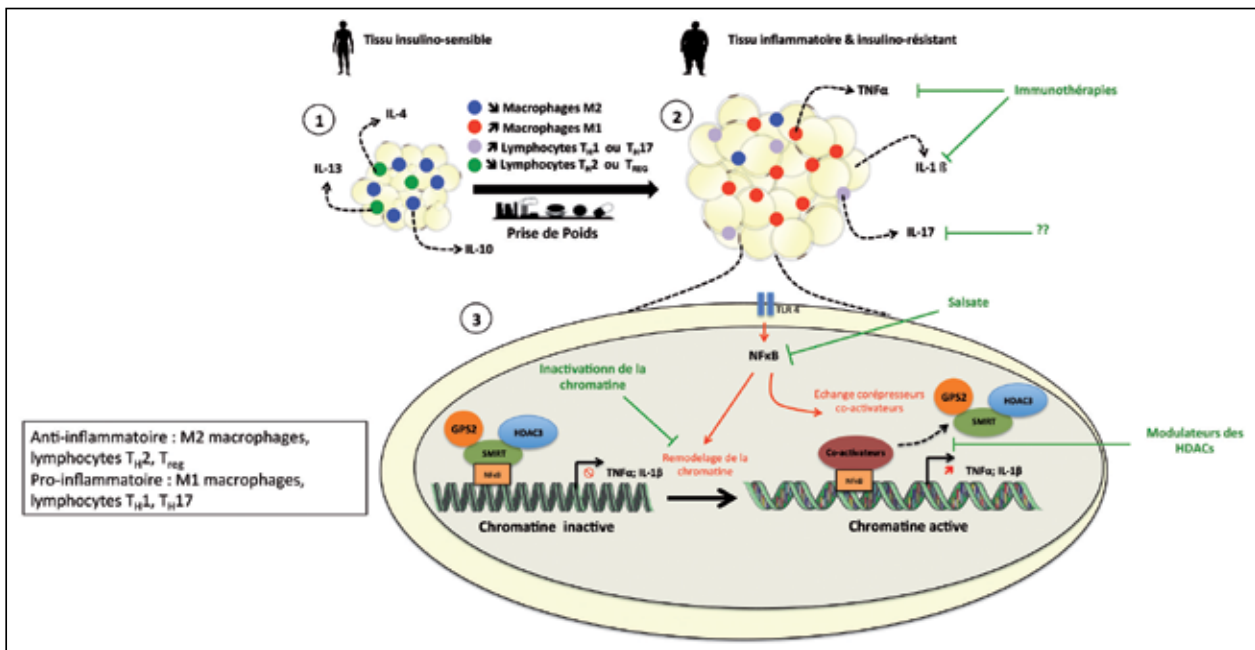 Tissu insulino-sensible
Tissu inflammatoire & insulino-résistant
1
IL-4
IL-13
IL-10
↘ Macrophages M2
↗ Macrophages M1
↗ Lymphocytes TH1 ou TH17
↘ Lymphocytes TH2 ou TREG
Prise de Poids
2
TNFα
Immunothérapies
IL-1 ß
IL-17
??
3
TLR 4
Salsate
NFκB
Inactivationn de la
chromatine
Echange corépresseurs
co-activateurs
GPS2
HDAC3
SMRT
NFκB
TNFα; IL-1β
Chromatine inactive
Remodelage de la
chromatine
GPS2
HDAC3
SMRT
Co-activateurs
NFκB
TNFα; IL-1β
Chromatine active
Modulateurs des
HDACs
Anti-inflammatoire : M2 macrophages,
lymphocytes TH2, Treg
Pro-inflammatoire : M1 macrophages,
lymphocytes TH1, TH17